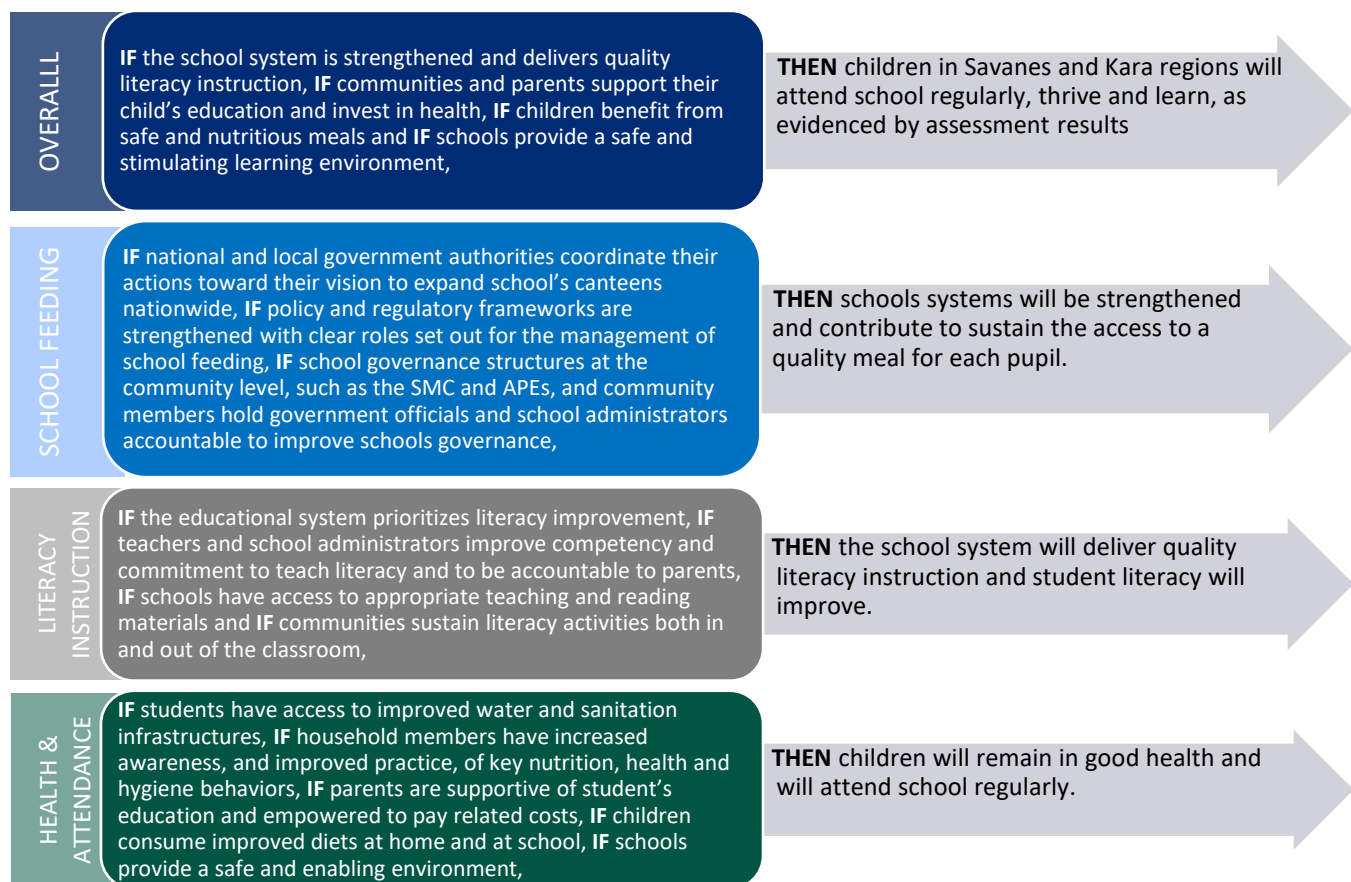 OVERALLL
IF the school system is strengthened and delivers quality
literacy instruction, IF communities and parents support their
child’s education and invest in health, IF children benefit from
safe and nutritious meals and IF schools provide a safe and
stimulating learning environment,
THEN children in Savanes and Kara regions will
attend school regularly, thrive and learn, as
evidenced by assessment results
SCHOOL FEEDING
IF national and local government authorities coordinate their
actions toward their vision to expand school’s canteens
nationwide, IF policy and regulatory frameworks are
strengthened with clear roles set out for the management of
school feeding, IF school governance structures at the
community level, such as the SMC and APEs, and community
members hold government officials and school administrators
accountable to improve schools governance,
THEN schools systems will be strengthened
and contribute to sustain the access to a
quality meal for each pupil.
LITERACY
INSTRUCTION
IF the educational system prioritizes literacy improvement, IF
teachers and school administrators improve competency and
commitment to teach literacy and to be accountable to parents,
IF schools have access to appropriate teaching and reading
materials and IF communities sustain literacy activities both in
and out of the classroom,
THEN the school system will deliver quality
literacy instruction and student literacy will
improve.
HEALTH &
ATTENDANCE
IF students have access to improved water and sanitation
infrastructures, IF household members have increased
awareness, and improved practice, of key nutrition, health and
hygiene behaviors, IF parents are supportive of student’s
education and empowered to pay related costs, IF children
consume improved diets at home and at school, IF schools
provide a safe and enabling environment,
THEN children will remain in good health and
will attend school regularly.